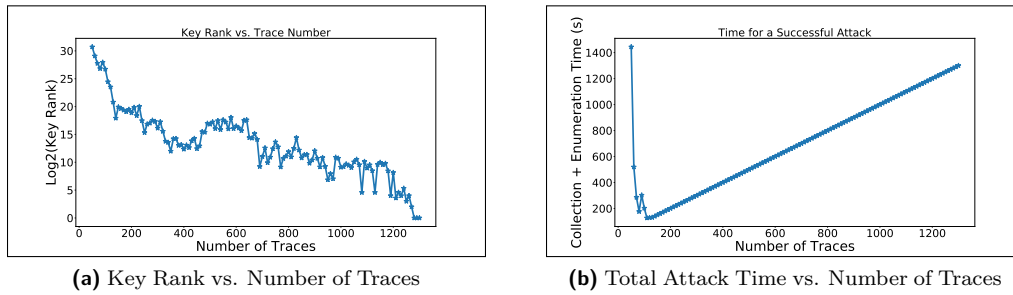 Key Rank vs. Trace Number
Log2(Key Rank)
30
25
20
15
10
5
0
0 200 400 600 800 1000 1200
Number of Traces
(a) Key Rank vs. Number of Traces
Time for a Successful Attack
Collection + Enumeration Time (s)
1400
1200
1000
800
600
400
200
0 200 400 600 800 1000 1200
Number of Traces
(b) Total Attack Time vs. Number of Traces